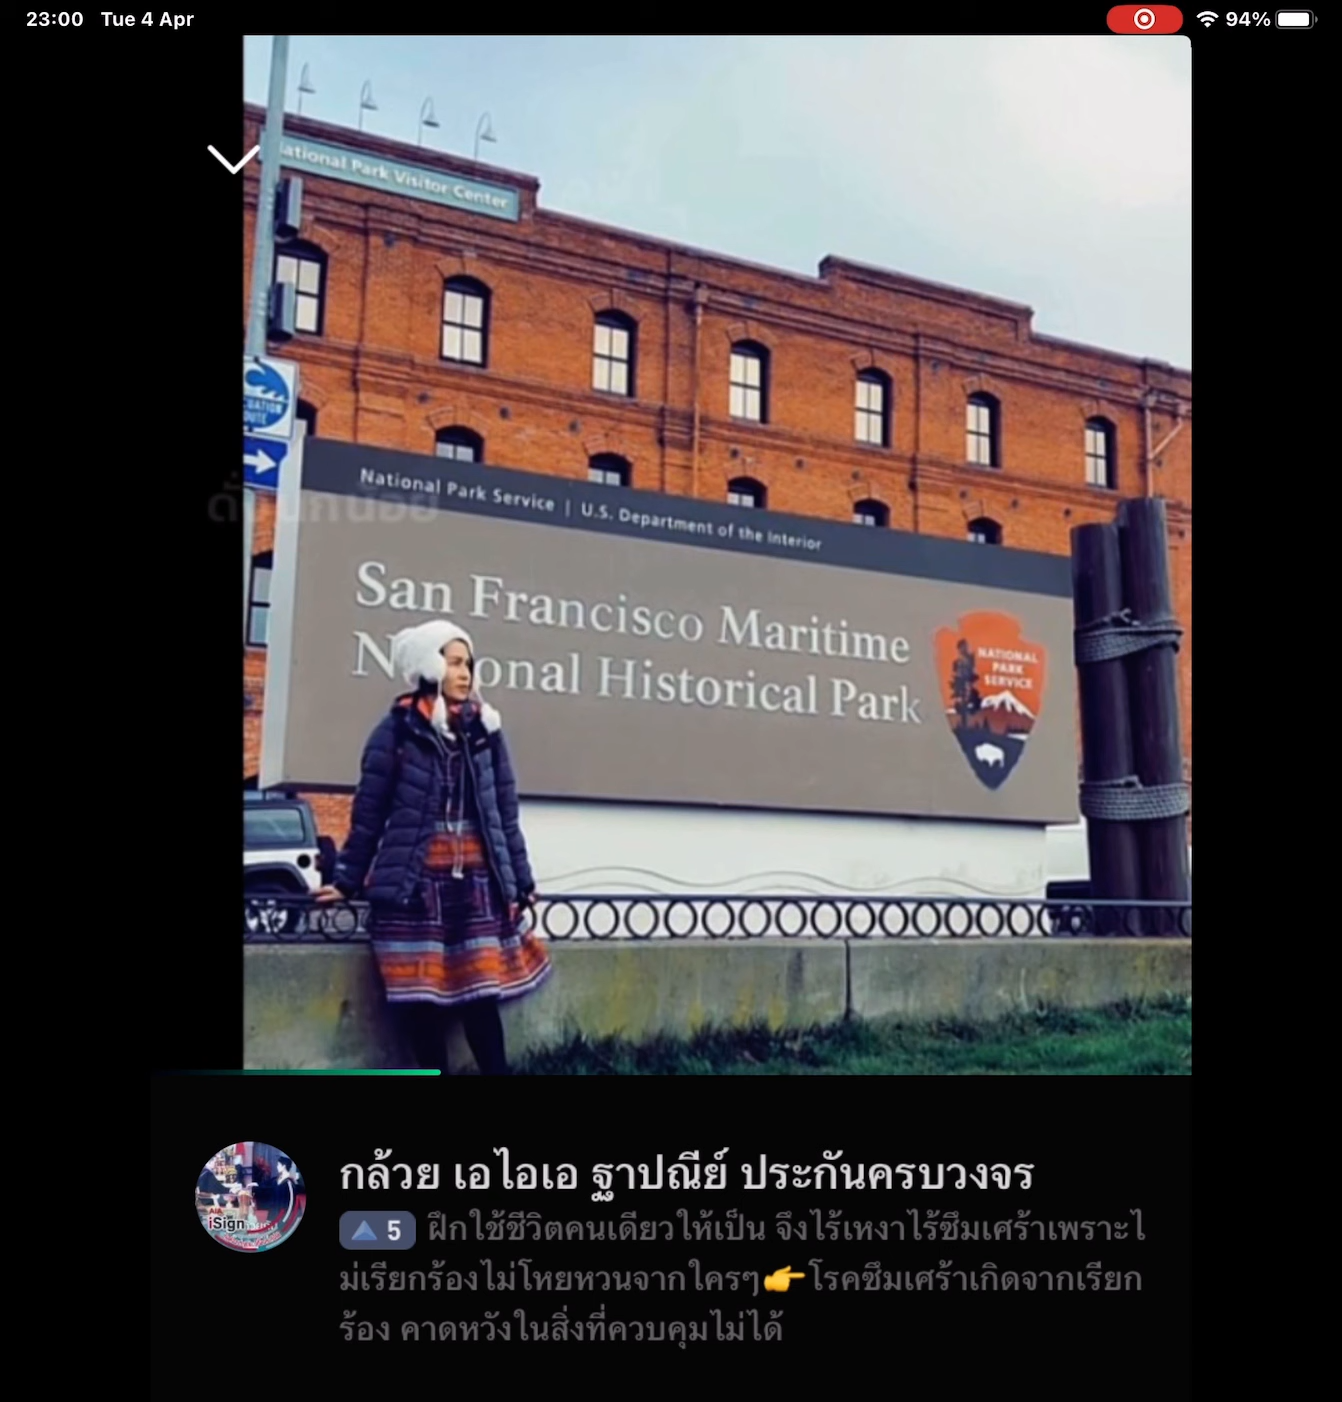 23:00 Tue 4 Apr
94%
National Park Visitor Center
National Park Service | U.S. Department of the Interior
San Francisco Maritime
onal Historical Park
NATIONAL
PARK
SERVICE
AIA
iSign
กล้วย เอไอเอ ฐาปณีย์ ประกันครบวงจร
5 ฝึกใช้ชีวิตคนเดียวให้เป็น จึงไร้เหงาไร้ซึมเศร้าเพราะไ
ม่เรียกร้องไม่โหยหวนจากใครๆ👉โรคซึมเศร้าเกิดจากเรียก
ร้อง คาดหวังในสิ่งที่ควบคุมไม่ได้